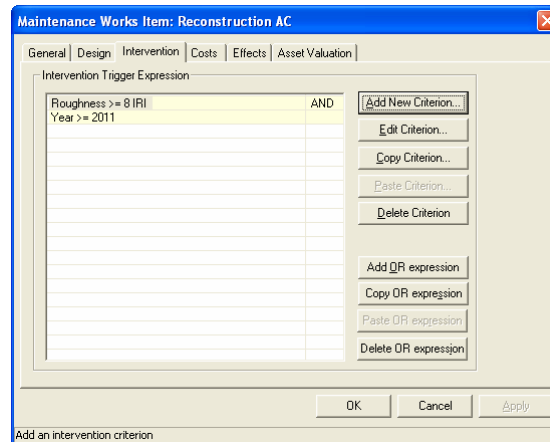 Maintenance Works Item: Reconstruction AC
General Design Intervention Costs Effects Asset Valuation
Intervention Trigger Expression
Roughness >= 8 IRI AND
Year >= 2011
Add New Criterion...
Edit Criterion...
Copy Criterion...
Paste Criterion...
Delete Criterion
Add OR expression
Copy OR expression
Paste OR expression
Delete OR expression
OK Cancel Apply
Add an intervention criterion